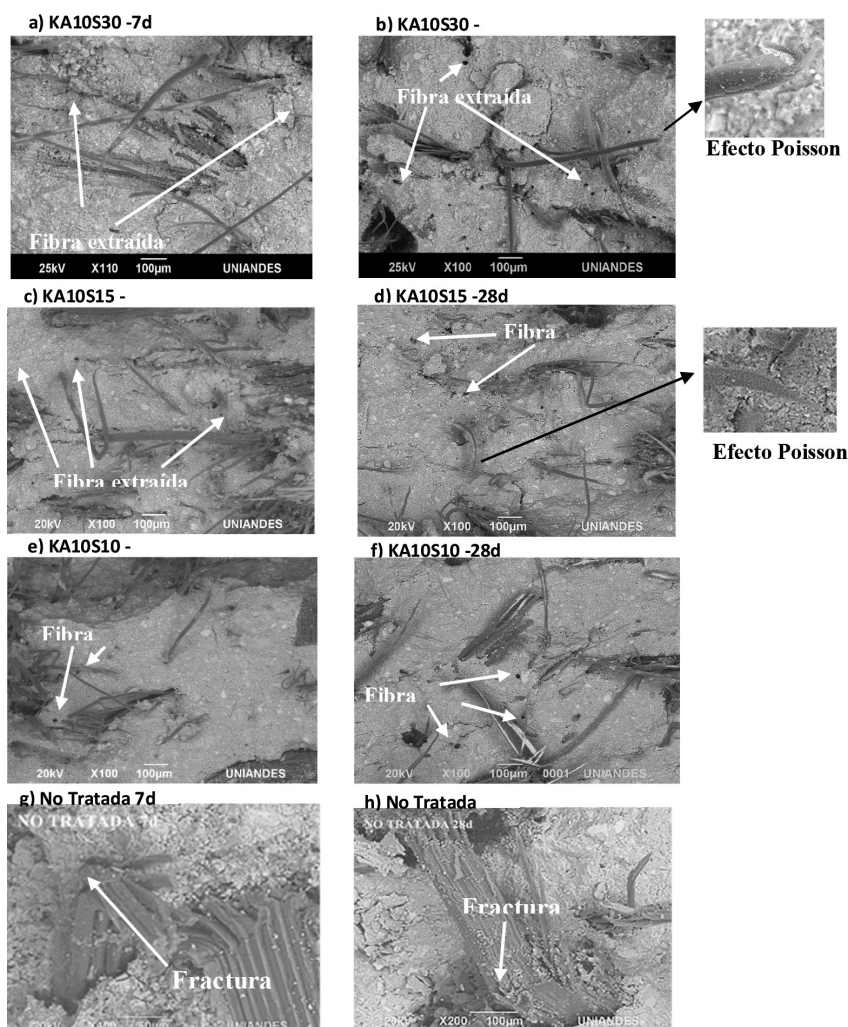 a) KA10S30 -7d
Fibra extraída
25kV X110 100µm UNIANDES
b) KA10S30 -
Fibra extraída
25kV X100 100µm UNIANDES
Efecto Poisson
c) KA10S15 -
Fibra extraída
20kV X100 100µm UNIANDES
d) KA10S15 -28d
Fibra
20kV X100 100µm UNIANDES
Efecto Poisson
e) KA10S10 -
Fibra
20kV X100 100µm UNIANDES
f) KA10S10 -28d
Fibra
20kV X100 100µm 0001 UNIANDES
g) No Tratada 7d
NO TRATADA 7d
Fractura
UNIANDES
h) No Tratada
NO TRATADA 28d
Fractura
X200 100µm UNIANDES